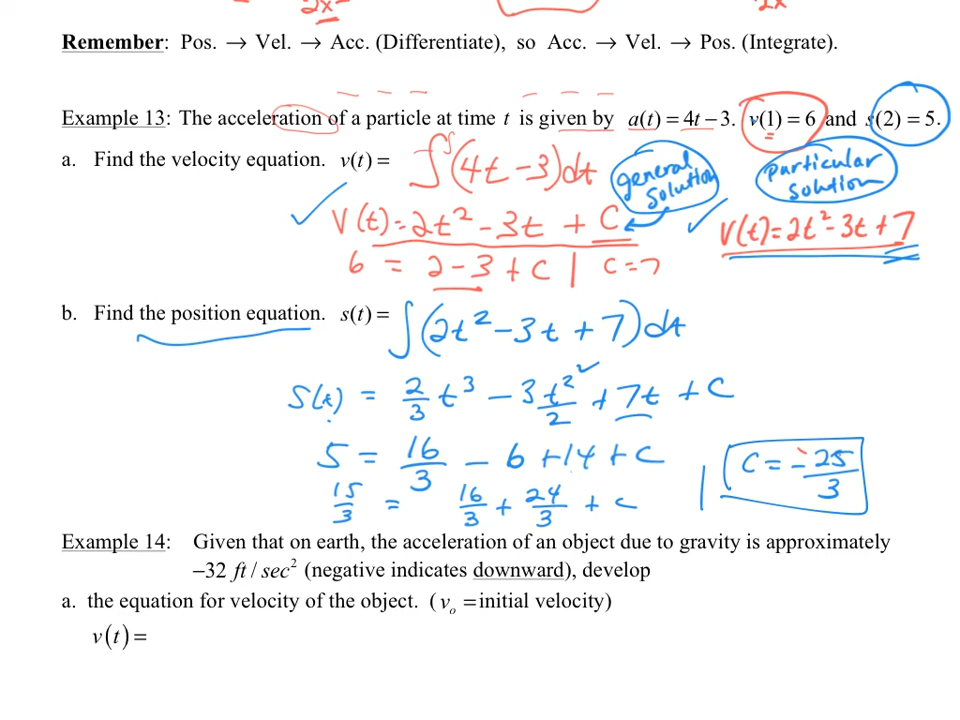 2x 2x
Remember: Pos. → Vel. → Acc. (Differentiate), so Acc. → Vel. → Pos. (Integrate).
Example 13: The acceleration of a particle at time t is given by a(t) = 4t − 3. v(1) = 6 and s(2) = 5.
a. Find the velocity equation. v(t) = ∫(4t − 3)dt general solution particular solution
v(t) = 2t² − 3t + C v(t) = 2t² − 3t + 7
6 = 2 − 3 + C | C = 7
b. Find the position equation. s(t) = ∫(2t² − 3t + 7)dt
S(t) = 2/3 t³ − 3 t²/2 + 7t + C
5 = 16/3 − 6 + 14 + C | C = −25/3
15/3 = 16/3 + 24/3 + C
Example 14: Given that on earth, the acceleration of an object due to gravity is approximately
−32 ft / sec² (negative indicates downward), develop
a. the equation for velocity of the object. ( v₀ = initial velocity)
v(t) =